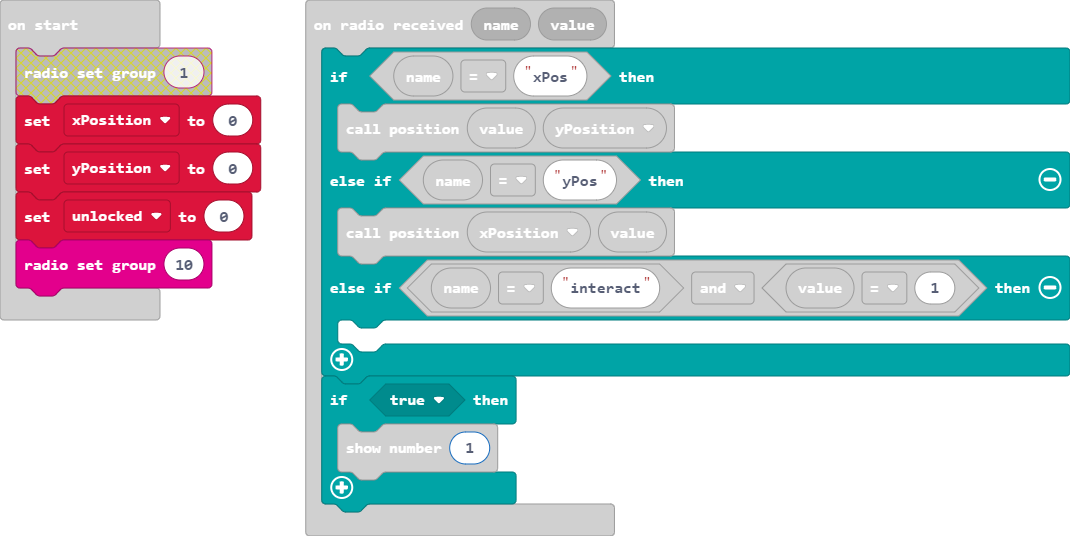 on start
radio set group 1
set xPosition to 0
set yPosition to 0
set unlocked to 0
radio set group 10
on radio received name value
if name = "xPos" then
call position value yPosition
else if name = "yPos" then
call position xPosition value
else if name = "interact" and value = 1 then
if true then
show number 1